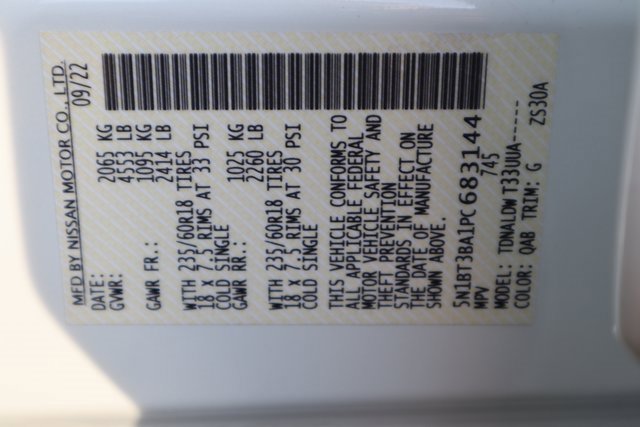 MFD BY NISSAN MOTOR CO., LTD.
DATE: 09/22
GVWR: 2065 KG
4553 LB
GAWR FR.: 1095 KG
2414 LB
WITH 235/60R18 TIRES
18 X 7.5 RIMS AT 33 PSI
COLD SINGLE
GAWR RR.: 1025 KG
2260 LB
WITH 235/60R18 TIRES
18 X 7.5 RIMS AT 30 PSI
COLD SINGLE
THIS VEHICLE CONFORMS TO
ALL APPLICABLE FEDERAL
MOTOR VEHICLE SAFETY AND
THEFT PREVENTION
STANDARDS IN EFFECT ON
THE DATE OF MANUFACTURE
SHOWN ABOVE.
5N1BT3BA1PC683144
MPV 745
MODEL: TDNALDW T33UUA-----
COLOR: QAB TRIM: G ZS30A